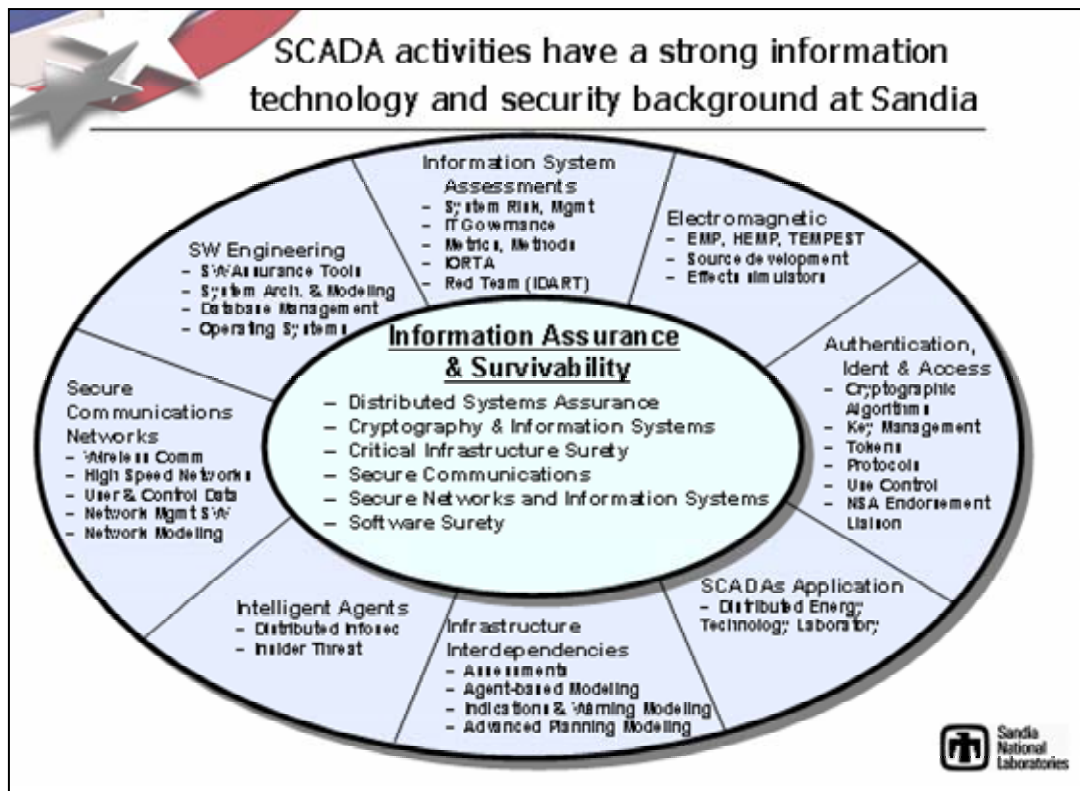 SCADA activities have a strong information
technology and security background at Sandia
Information System
Assessments
– System Risk, Mgmt
– IT Governance
– Metrics, Methods
– IORTA
– Red Team (IDART)
Electromagnetic
– EMP, HEMP, TEMPEST
– Source development
– Effects simulators
SW Engineering
– SW Assurance Tools
– System Arch. & Modeling
– Database Management
– Operating Systems
Information Assurance
& Survivability
– Distributed Systems Assurance
– Cryptography & Information Systems
– Critical Infrastructure Surety
– Secure Communications
– Secure Networks and Information Systems
– Software Surety
Authentication,
Ident & Access
– Cryptographic
Algorithms
– Key Management
– Tokens
– Protocols
– Use Control
– NSA Endorsement
Liaison
Secure
Communications
Networks
– Wireless Comm
– High Speed Networks
– User & Control Data
– Network Mgmt SW
– Network Modeling
SCADAs Application
– Distributed Energy
Technology Laboratory
Intelligent Agents
– Distributed Infosec
– Insider Threat
Infrastructure
Interdependencies
– Assessments
– Agent-based Modeling
– Indications & Warning Modeling
– Advanced Planning Modeling
Sandia
National
Laboratories